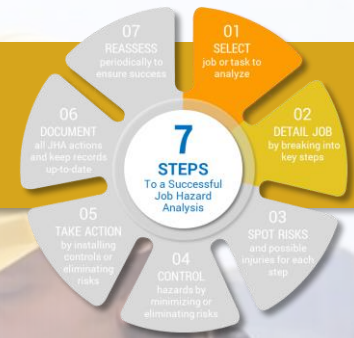 7
STEPS
To a Successful
Job Hazard
Analysis
01
SELECT
job or task to
analyze
02
DETAIL JOB
by breaking into
key steps
03
SPOT RISKS
and possible
injuries for each
step
04
CONTROL
hazards by
minimizing or
eliminating risks
05
TAKE ACTION
by installing
controls or
eliminating
risks
06
DOCUMENT
all JHA actions
and keep records
up-to-date
07
REASSESS
periodically to
ensure success